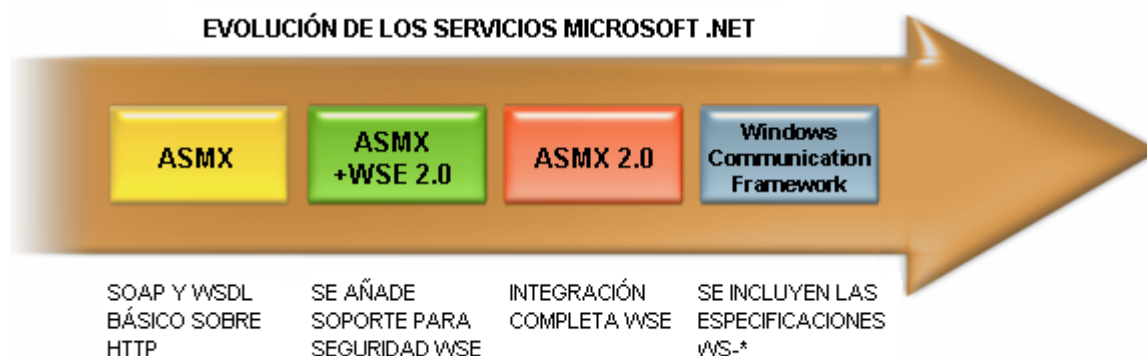 EVOLUCIÓN DE LOS SERVICIOS MICROSOFT .NET
ASMX
ASMX
+WSE 2.0
ASMX 2.0
Windows
Communication
Framework
SOAP Y WSDL
BÁSICO SOBRE
HTTP
SE AÑADE
SOPORTE PARA
SEGURIDAD WSE
INTEGRACIÓN
COMPLETA WSE
SE INCLUYEN LAS
ESPECIFICACIONES
WS-*